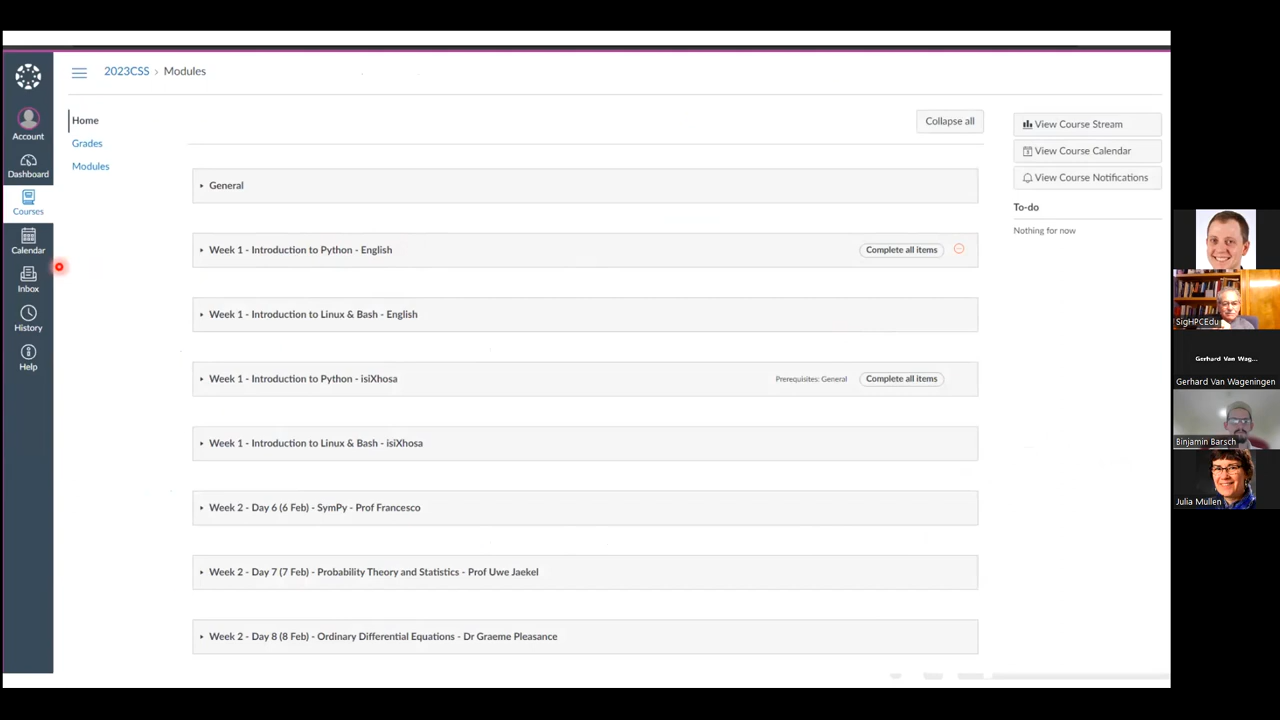 2023CSS > Modules
Account
Dashboard
Courses
Calendar
Inbox
History
Help
Home
Grades
Modules
Collapse all
General
Week 1 - Introduction to Python - English
Complete all items
Week 1 - Introduction to Linux & Bash - English
Week 1 - Introduction to Python - isiXhosa
Prerequisites: General
Complete all items
Week 1 - Introduction to Linux & Bash - isiXhosa
Week 2 - Day 6 (6 Feb) - SymPy - Prof Francesco
Week 2 - Day 7 (7 Feb) - Probability Theory and Statistics - Prof Uwe Jaekel
Week 2 - Day 8 (8 Feb) - Ordinary Differential Equations - Dr Graeme Pleasance
View Course Stream
View Course Calendar
View Course Notifications
To-do
Nothing for now
SigHPCEdu
Gerhard Van Wag...
Gerhard Van Wageningen
Binjamin Barsch
Julia Mullen